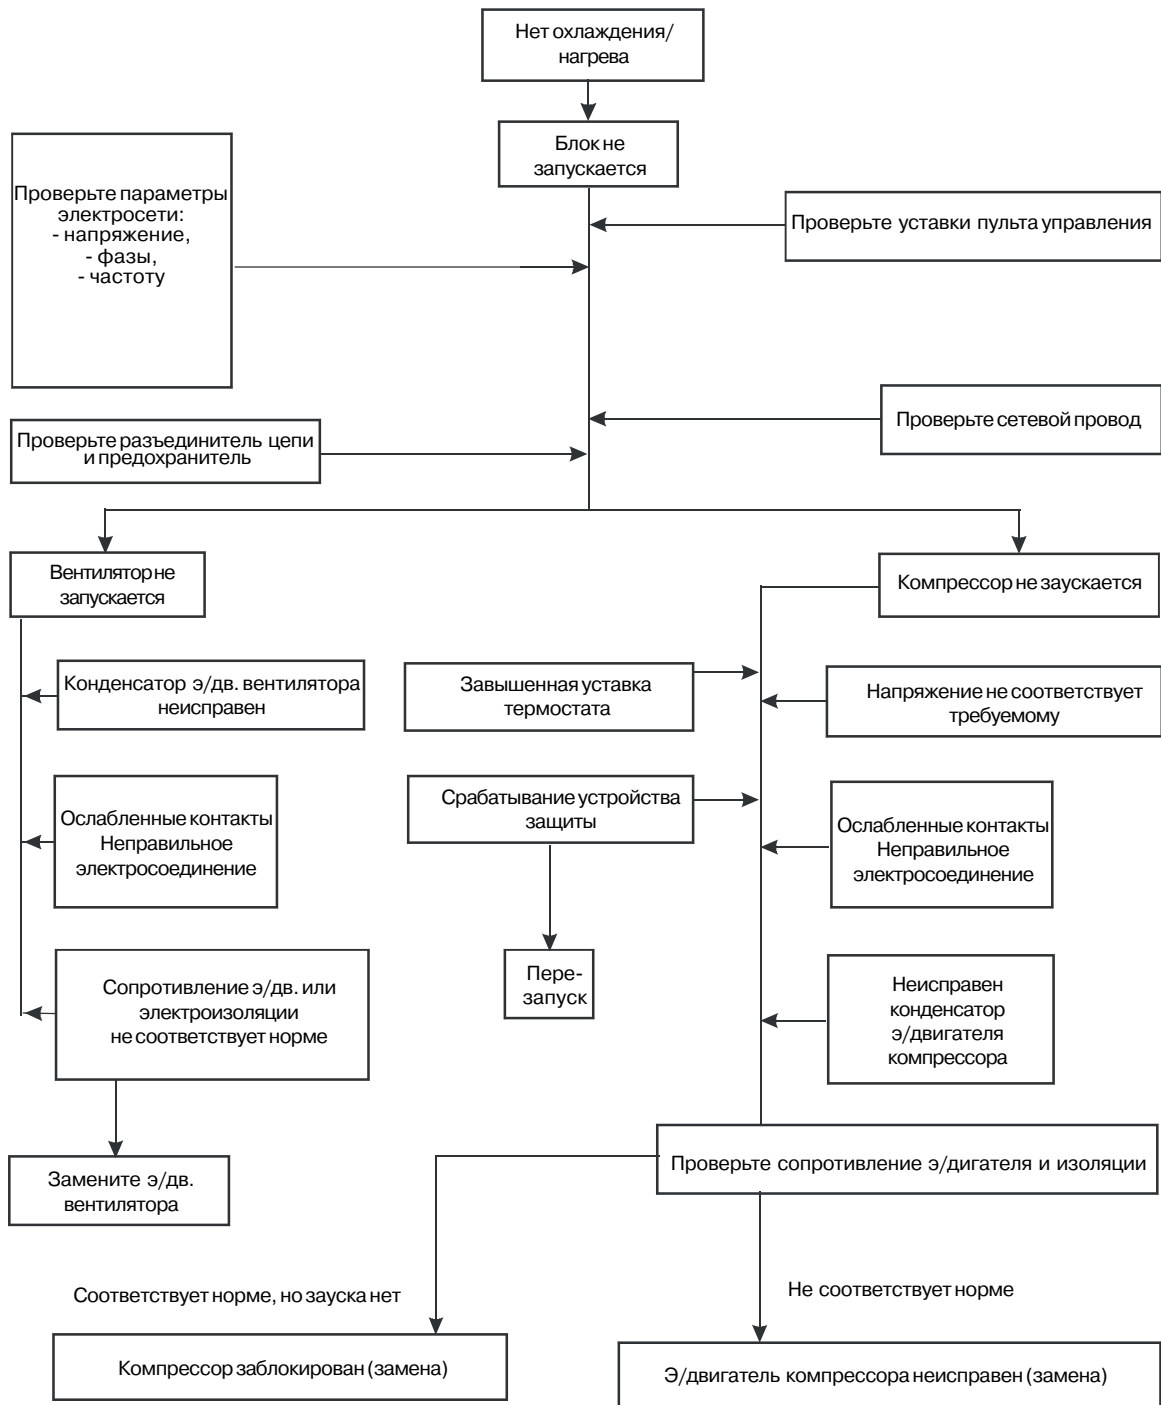 Нет охлаждения/
нагрева
Блок не
запускается
Проверьте параметры
электросети:
- напряжение,
- фазы,
- частоту
Проверьте уставки пульта управления
Проверьте сетевой провод
Проверьте разъединитель цепи
и предохранитель
Вентилятор не
запускается
Компрессор не заускается
Конденсатор э/дв. вентилятора
неисправен
Завышенная уставка
термостата
Напряжение не соответствует
требуемому
Ослабленные контакты
Неправильное
электросоединение
Срабатывание устройства
защиты
Ослабленные контакты
Неправильное
электросоединение
Сопротивление э/дв. или
электроизоляции
не соответствует норме
Пере-
запуск
Неисправен
конденсатор
э/двигателя
компрессора
Замените э/дв.
вентилятора
Проверьте сопротивление э/дигателя и изоляции
Соответствует норме, но зауска нет
Не соответствует норме
Компрессор заблокирован (замена)
Э/двигатель компрессора неисправен (замена)